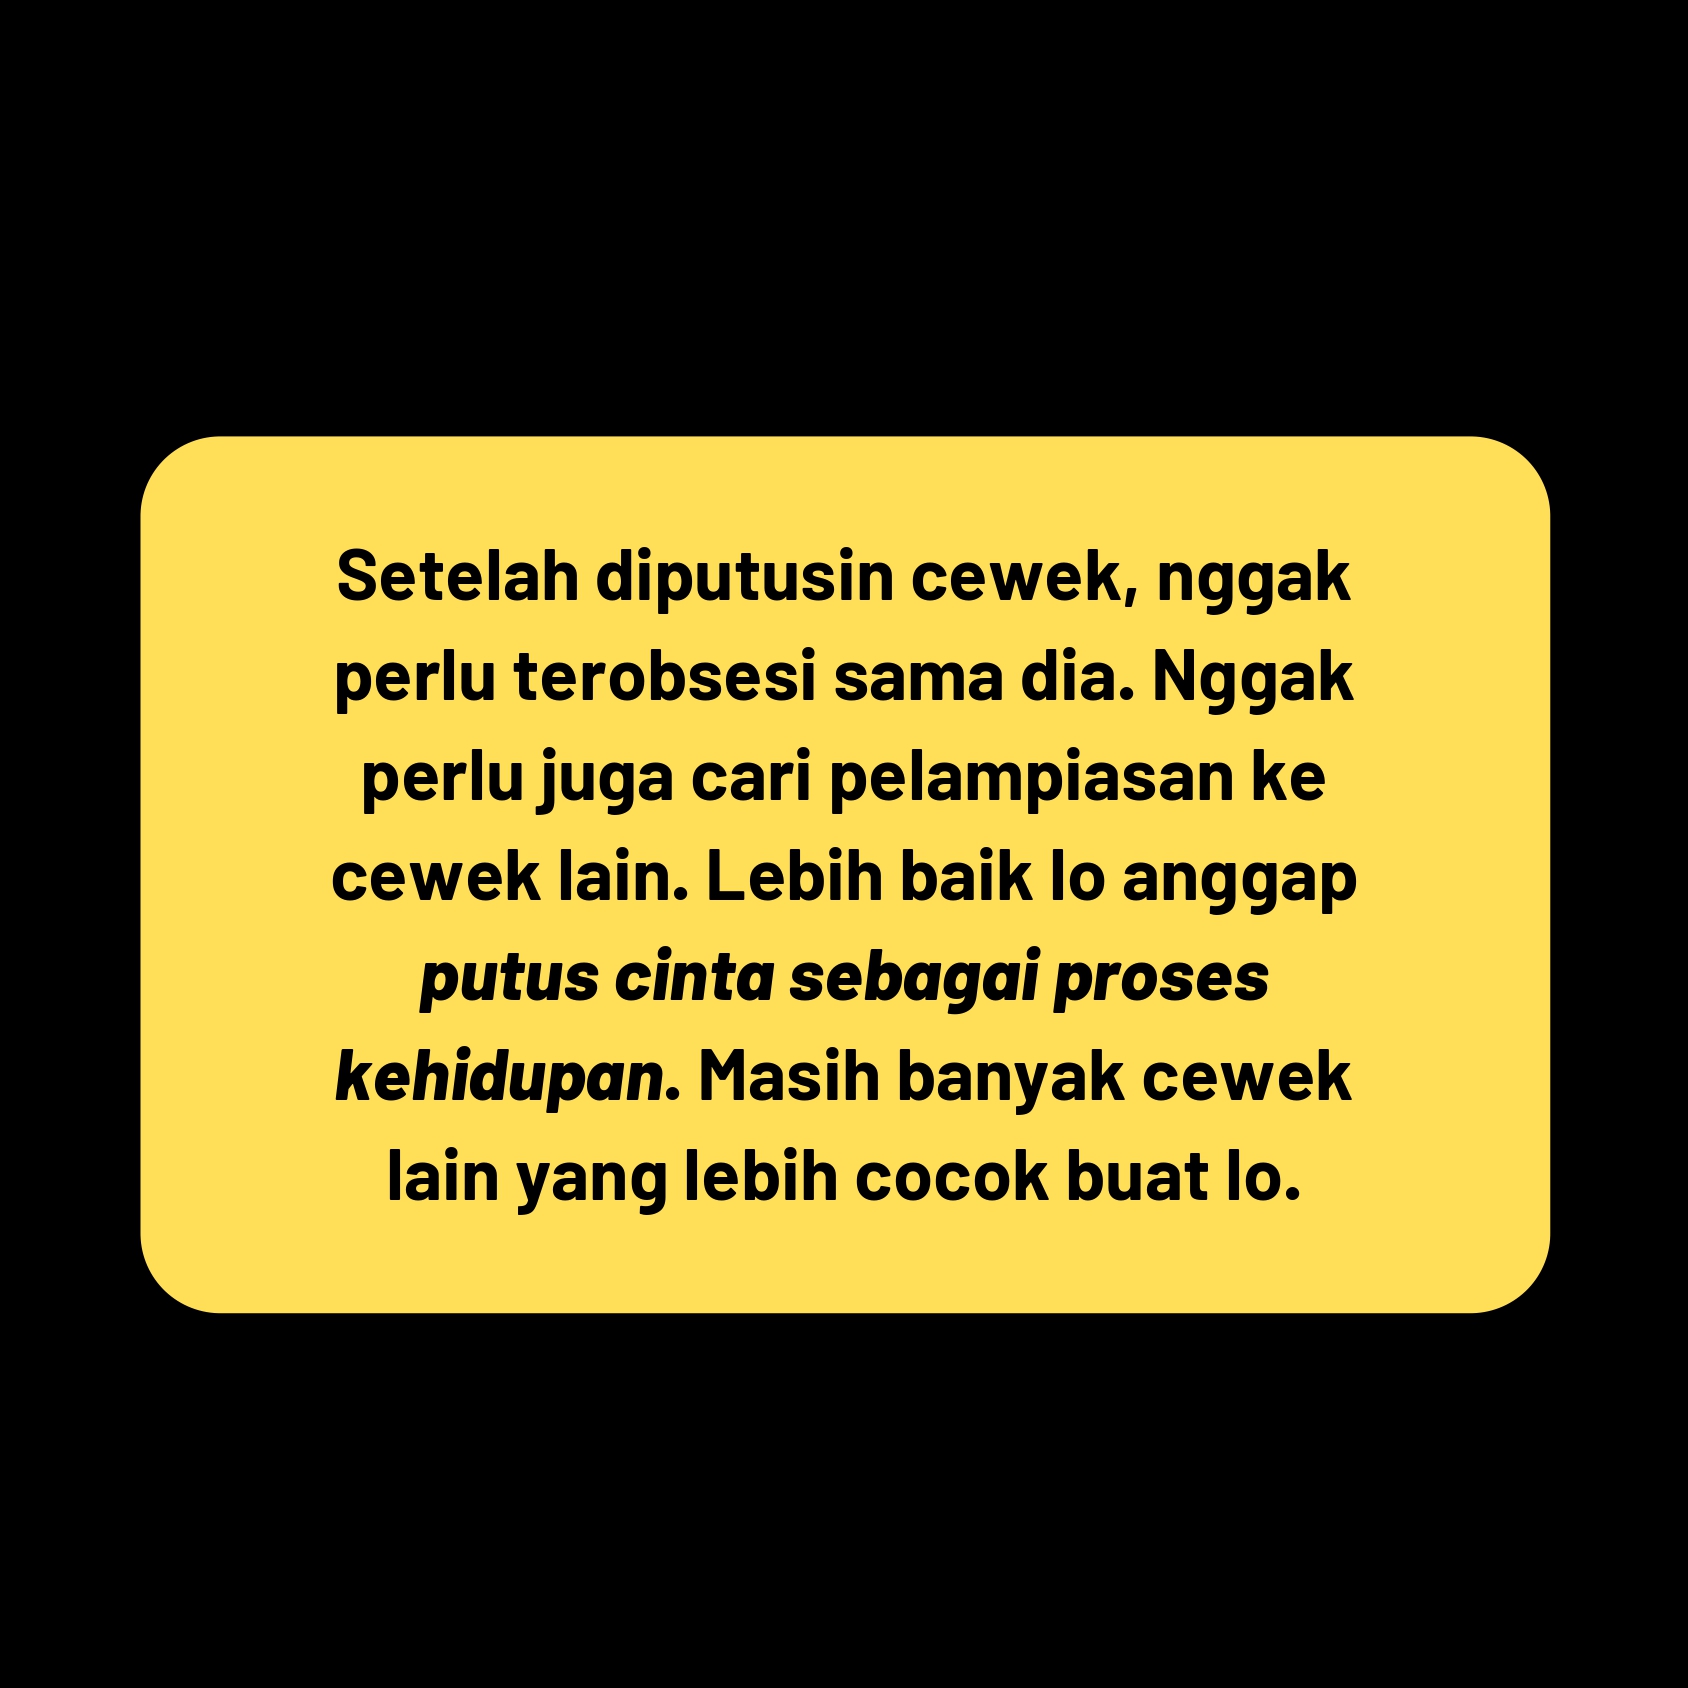 Setelah diputusin cewek, nggak
perlu terobsesi sama dia. Nggak
perlu juga cari pelampiasan ke
cewek lain. Lebih baik lo anggap
putus cinta sebagai proses
kehidupan. Masih banyak cewek
lain yang lebih cocok buat lo.